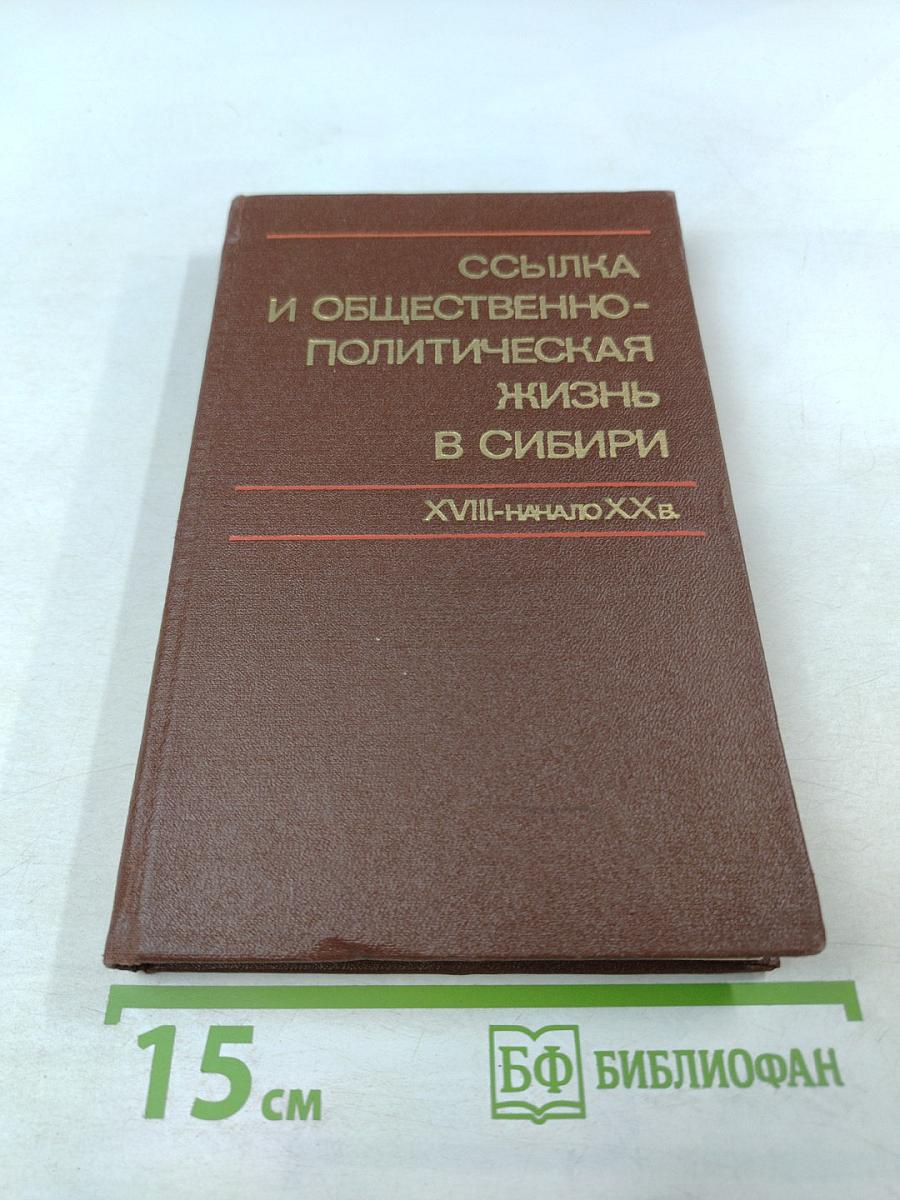 ССЫЛКА
И ОБЩЕСТВЕННО-
ПОЛИТИЧЕСКАЯ
ЖИЗНЬ
В СИБИРИ
XVIII-НАЧАЛО XX В.
15 см
БФ БИБЛИОФАН